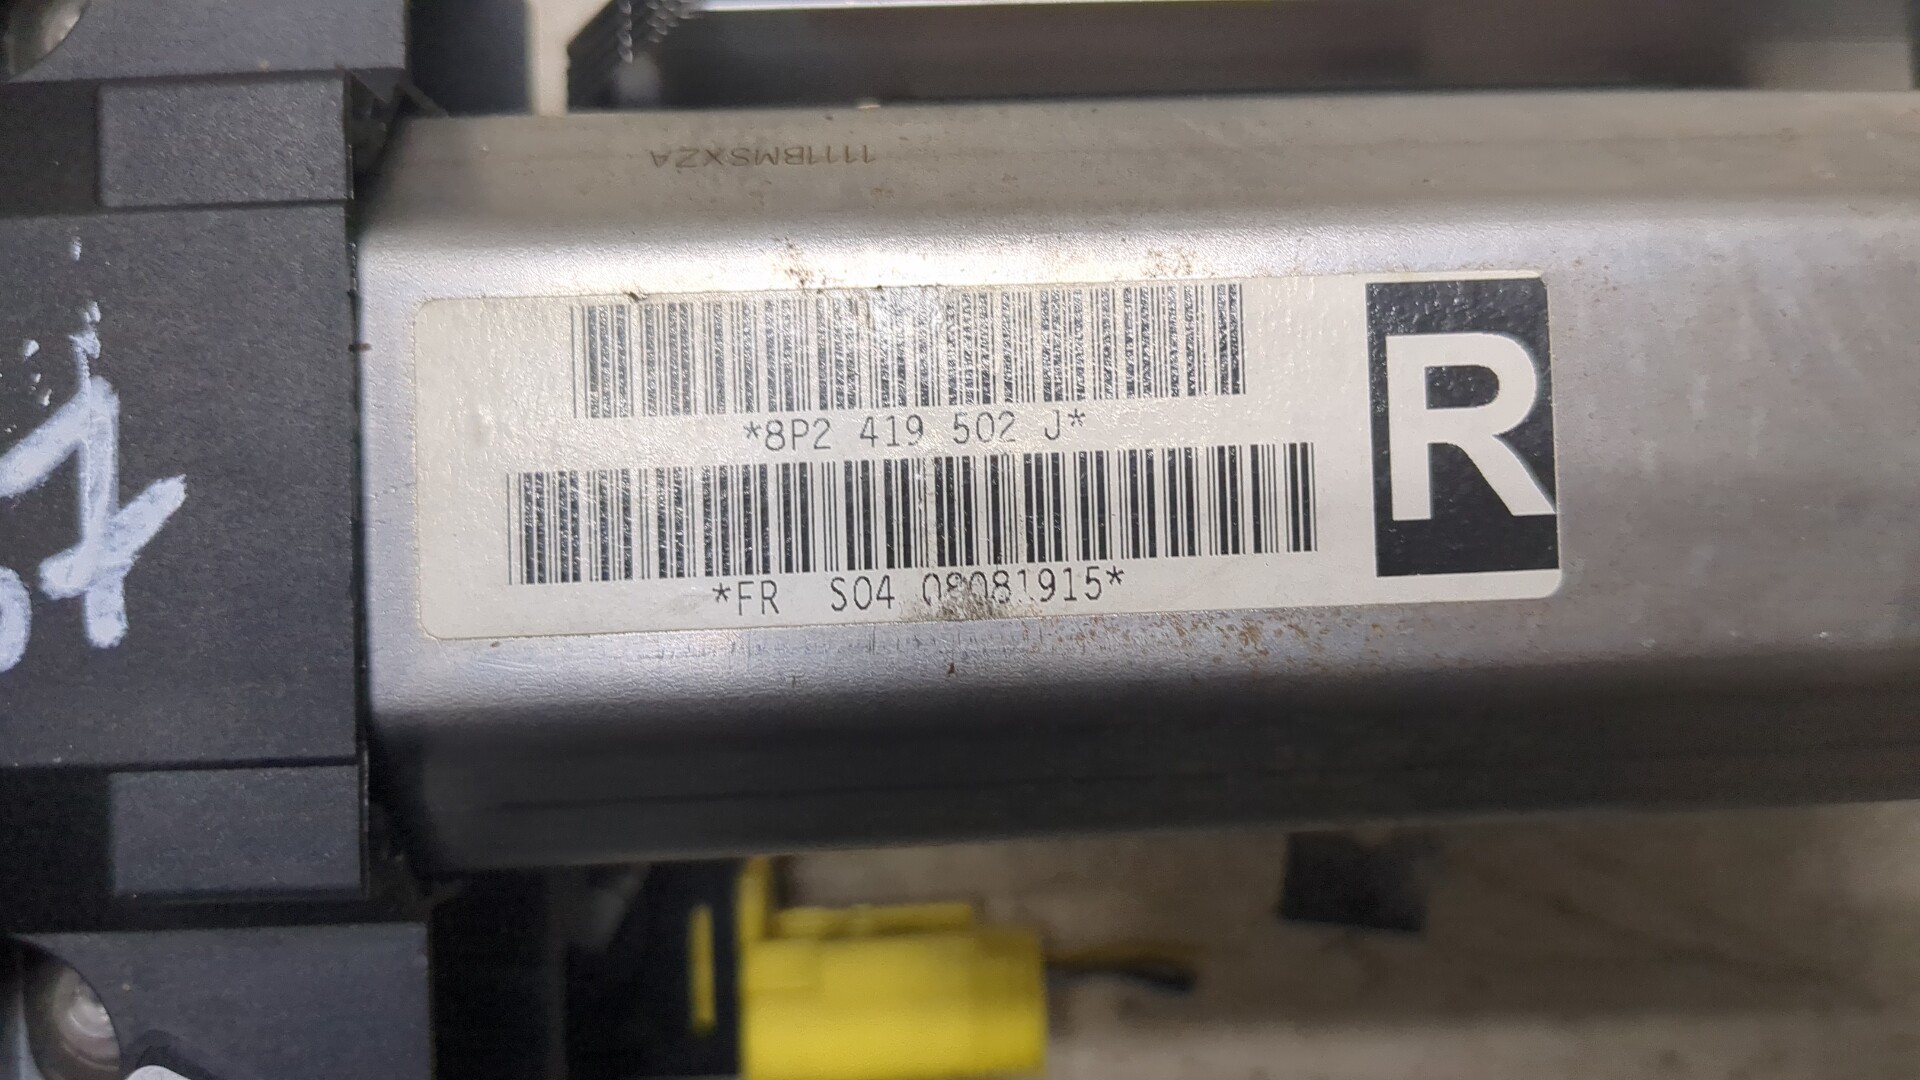 1111BMSXZA
*8P2 419 502 J*
R
*FR S04 08081915*